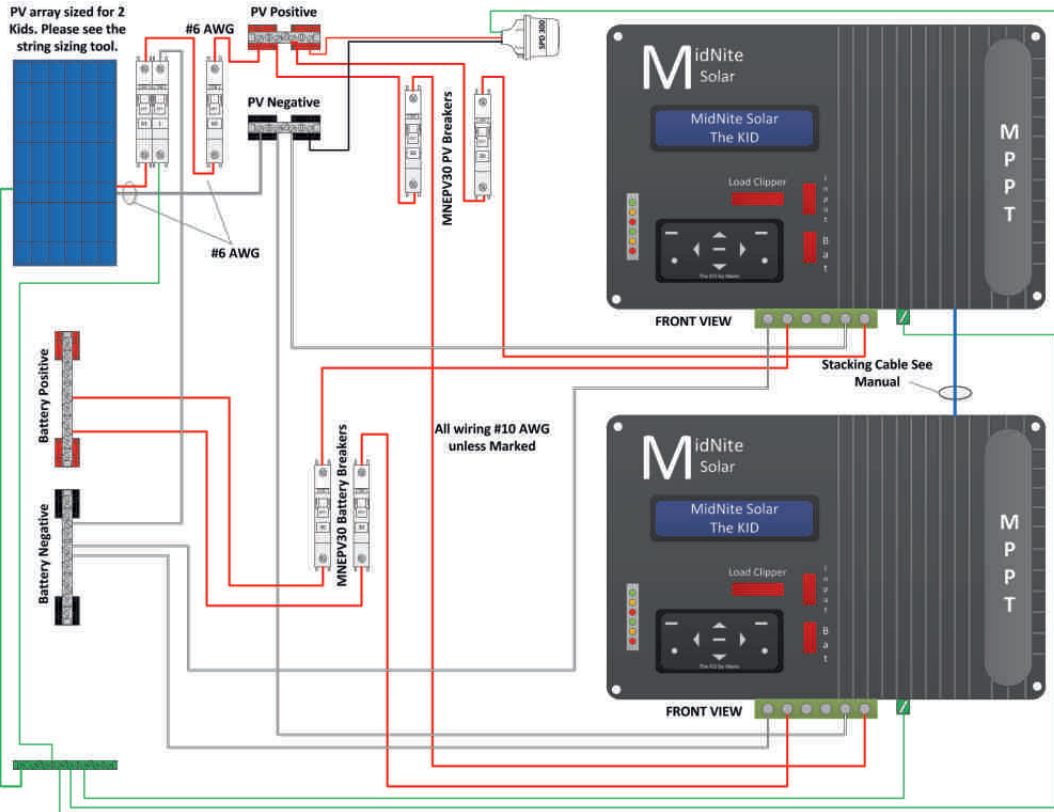 PV array sized for 2
Kids. Please see the
string sizing tool.
#6 AWG
PV Positive
SPD 300
PV Negative
#6 AWG
MNEPV30 PV Breakers
MidNite
Solar
MidNite Solar
The KID
Load Clipper
Input
Bat
MPPT
FRONT VIEW
Stacking Cable See
Manual
Battery Positive
All wiring #10 AWG
unless Marked
MNEPV30 Battery Breakers
Battery Negative
MidNite
Solar
MidNite Solar
The KID
Load Clipper
Input
Bat
MPPT
FRONT VIEW